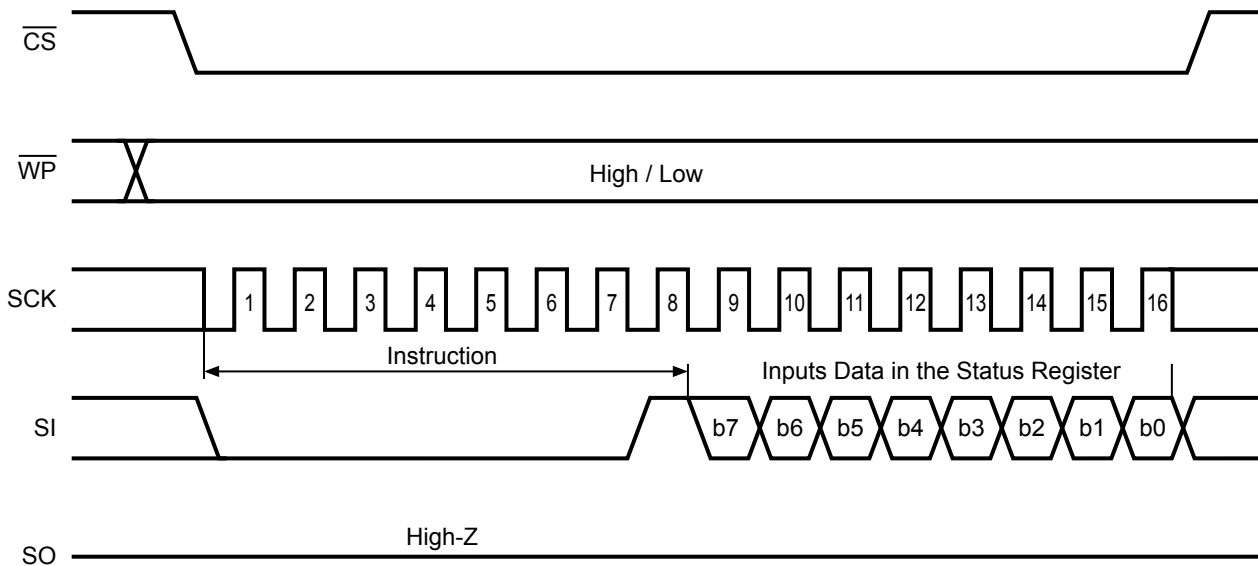 CS
WP
High / Low
SCK
1 2 3 4 5 6 7 8 9 10 11 12 13 14 15 16
Instruction
Inputs Data in the Status Register
SI
b7 b6 b5 b4 b3 b2 b1 b0
High-Z
SO